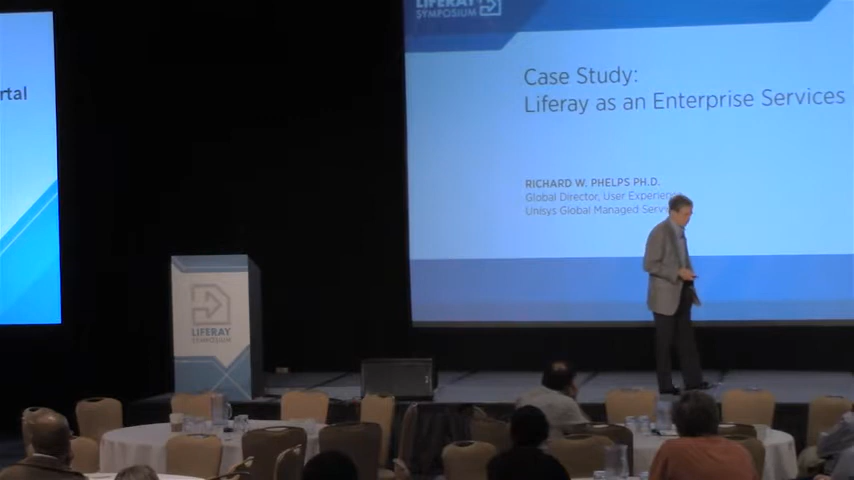 rtal
LIFERAY
SYMPOSIUM
Case Study:
Liferay as an Enterprise Services
RICHARD W. PHELPS PH.D.
Global Director, User Experience
Unisys Global Managed Servi
LIFERAY
SYMPOSIUM